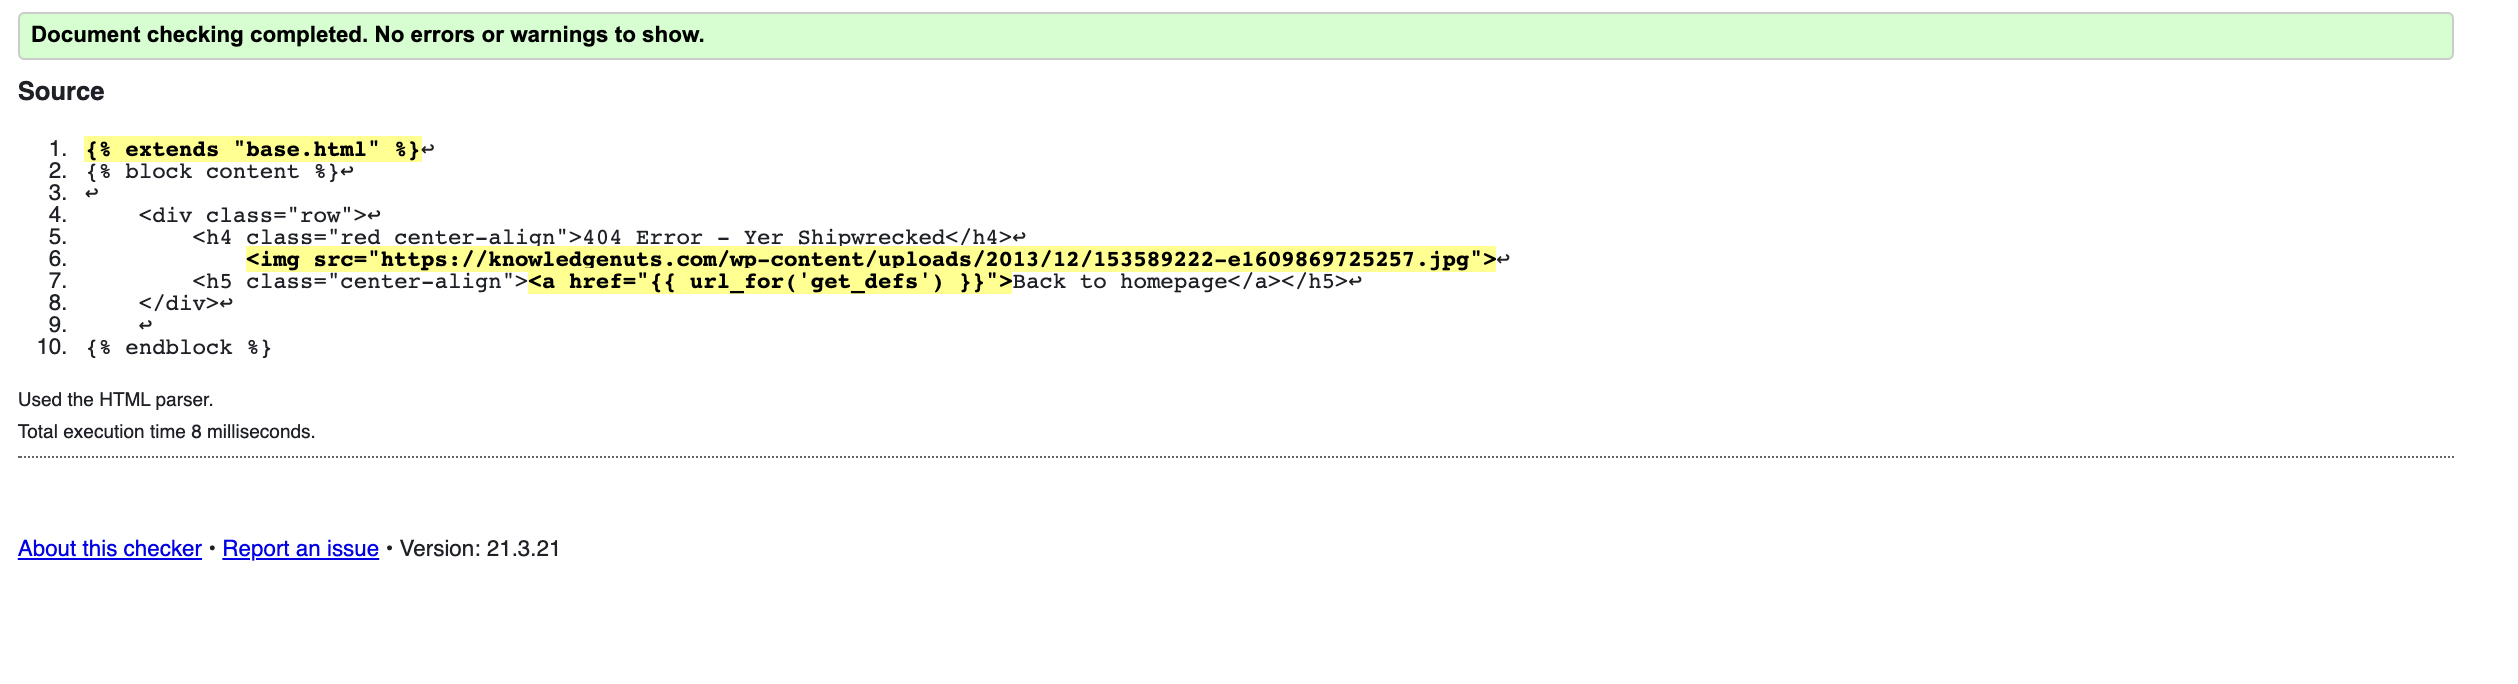 Document checking completed. No errors or warnings to show.
Source
1. {% extends "base.html" %}↩
2. {% block content %}↩
3. ↩
4.     <div class="row">↩
5.         <h4 class="red center-align">404 Error - Yer Shipwrecked</h4>↩
6.             <img src="https://knowledgenuts.com/wp-content/uploads/2013/12/153589222-e1609869725257.jpg">↩
7.         <h5 class="center-align"><a href="{{ url_for('get_defs') }}">Back to homepage</a></h5>↩
8.     </div>↩
9.     ↩
10. {% endblock %}
Used the HTML parser.
Total execution time 8 milliseconds.
About this checker • Report an issue • Version: 21.3.21